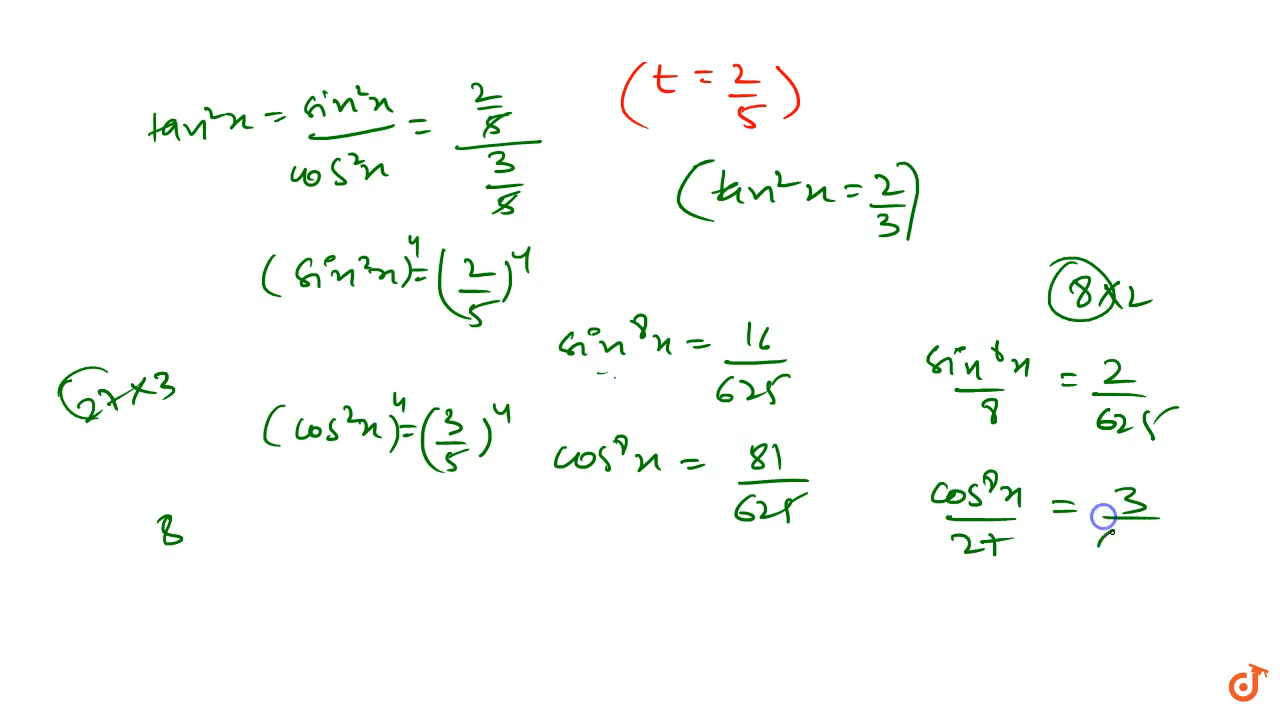 tan²x = sin²x / cos²x = (2/5) / (3/5)
(t = 2/5)
(tan²x = 2/3)
(sin²x)⁴ = (2/5)⁴
8×2
sin⁸x = 16/625
sin⁸x / 8 = 2/625
27×3
(cos²x)⁴ = (3/5)⁴
cos⁸x = 81/625
cos⁸x / 27 = 3/
8